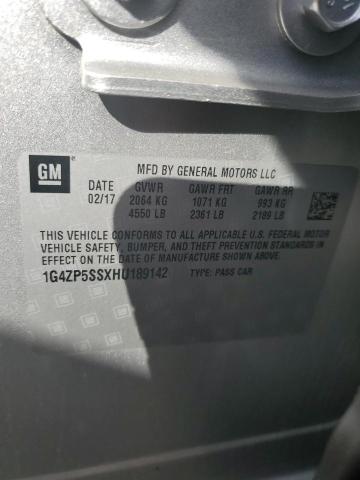 GM
MFD BY GENERAL MOTORS LLC
DATE GVWR GAWR FRT GAWR RR
02/17 2064 KG 1071 KG 993 KG
4550 LB 2361 LB 2189 LB
THIS VEHICLE CONFORMS TO ALL APPLICABLE U.S. FEDERAL MOTOR
VEHICLE SAFETY, BUMPER, AND THEFT PREVENTION STANDARDS
IN EFFECT ON THE DATE OF MANUFACTURE SHOWN ABOVE.
1G4ZP5SSXHU189142 TYPE: PASS CAR